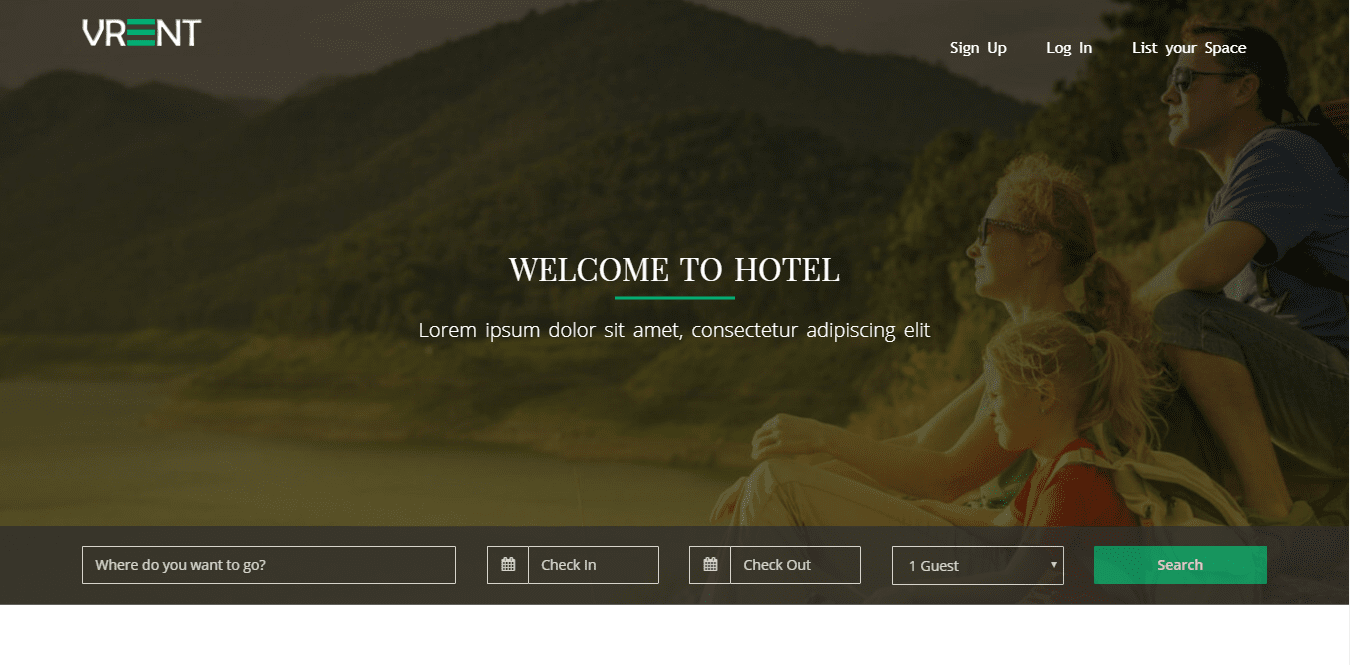 VRENT
Sign Up Log In List your Space
WELCOME TO HOTEL
Lorem ipsum dolor sit amet, consectetur adipiscing elit
Where do you want to go? Check In Check Out 1 Guest Search